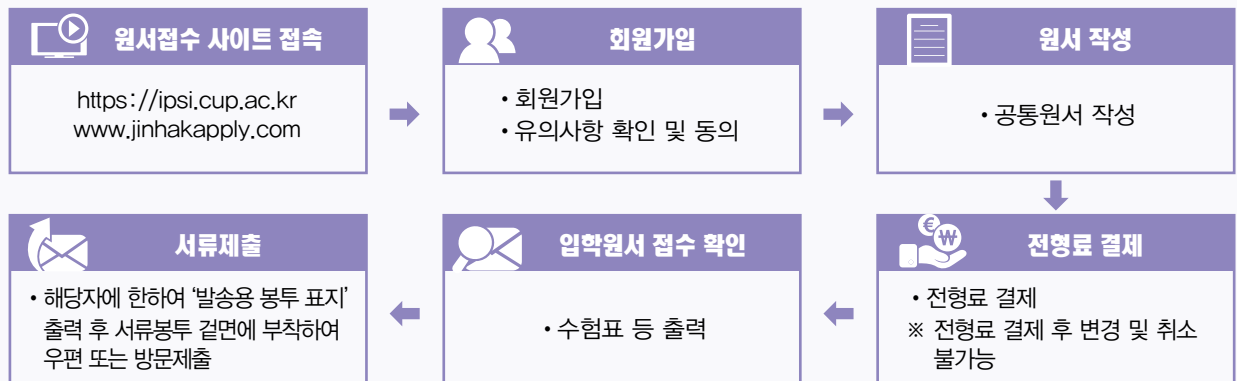 원서접수 사이트 접속
https://ipsi.cup.ac.kr
www.jinhakapply.com
회원가입
• 회원가입
• 유의사항 확인 및 동의
원서 작성
• 공통원서 작성
전형료 결제
• 전형료 결제
※ 전형료 결제 후 변경 및 취소
불가능
입학원서 접수 확인
• 수험표 등 출력
서류제출
• 해당자에 한하여 ‘발송용 봉투 표지’
출력 후 서류봉투 겉면에 부착하여
우편 또는 방문제출